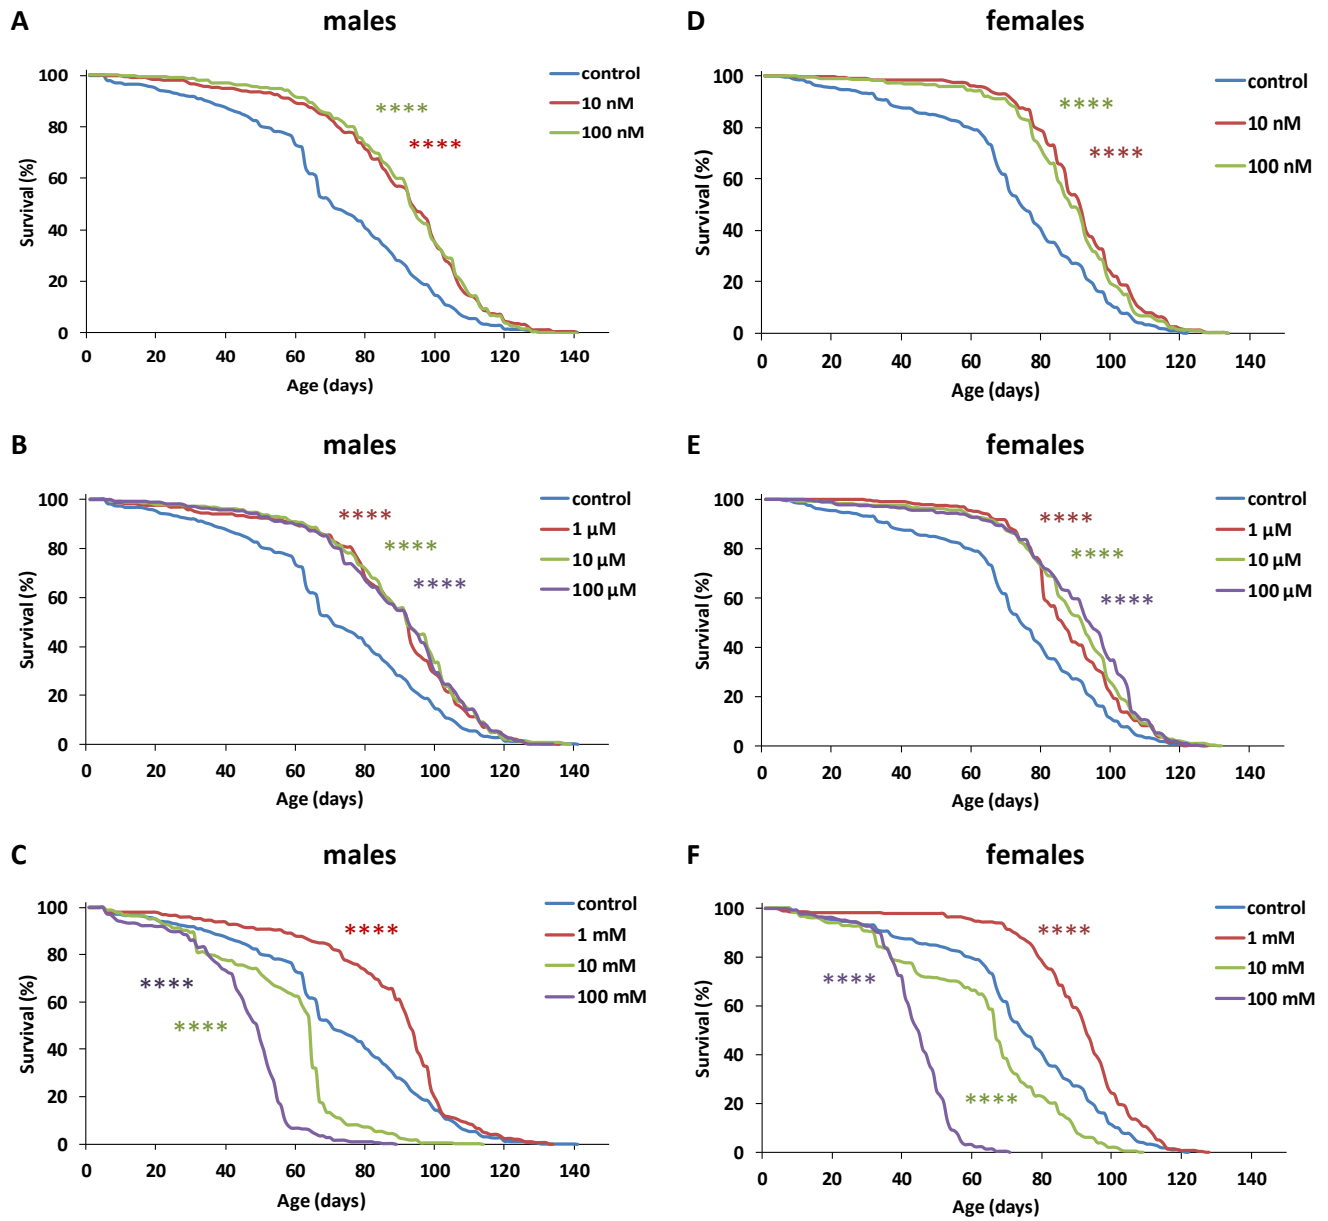 A
males
100
80
60
40
20
0
0 20 40 60 80 100 120 140
Survival (%)
Age (days)
control
10 nM
100 nM
****
****
D
females
100
80
60
40
20
0
0 20 40 60 80 100 120 140
Survival (%)
Age (days)
control
10 nM
100 nM
****
****
B
males
100
80
60
40
20
0
0 20 40 60 80 100 120 140
Survival (%)
Age (days)
control
1 µM
10 µM
100 µM
****
****
****
E
females
100
80
60
40
20
0
0 20 40 60 80 100 120 140
Survival (%)
Age (days)
control
1 µM
10 µM
100 µM
****
****
****
C
males
100
80
60
40
20
0
0 20 40 60 80 100 120 140
Survival (%)
Age (days)
control
1 mM
10 mM
100 mM
****
****
****
F
females
100
80
60
40
20
0
0 20 40 60 80 100 120 140
Survival (%)
Age (days)
control
1 mM
10 mM
100 mM
****
****
****